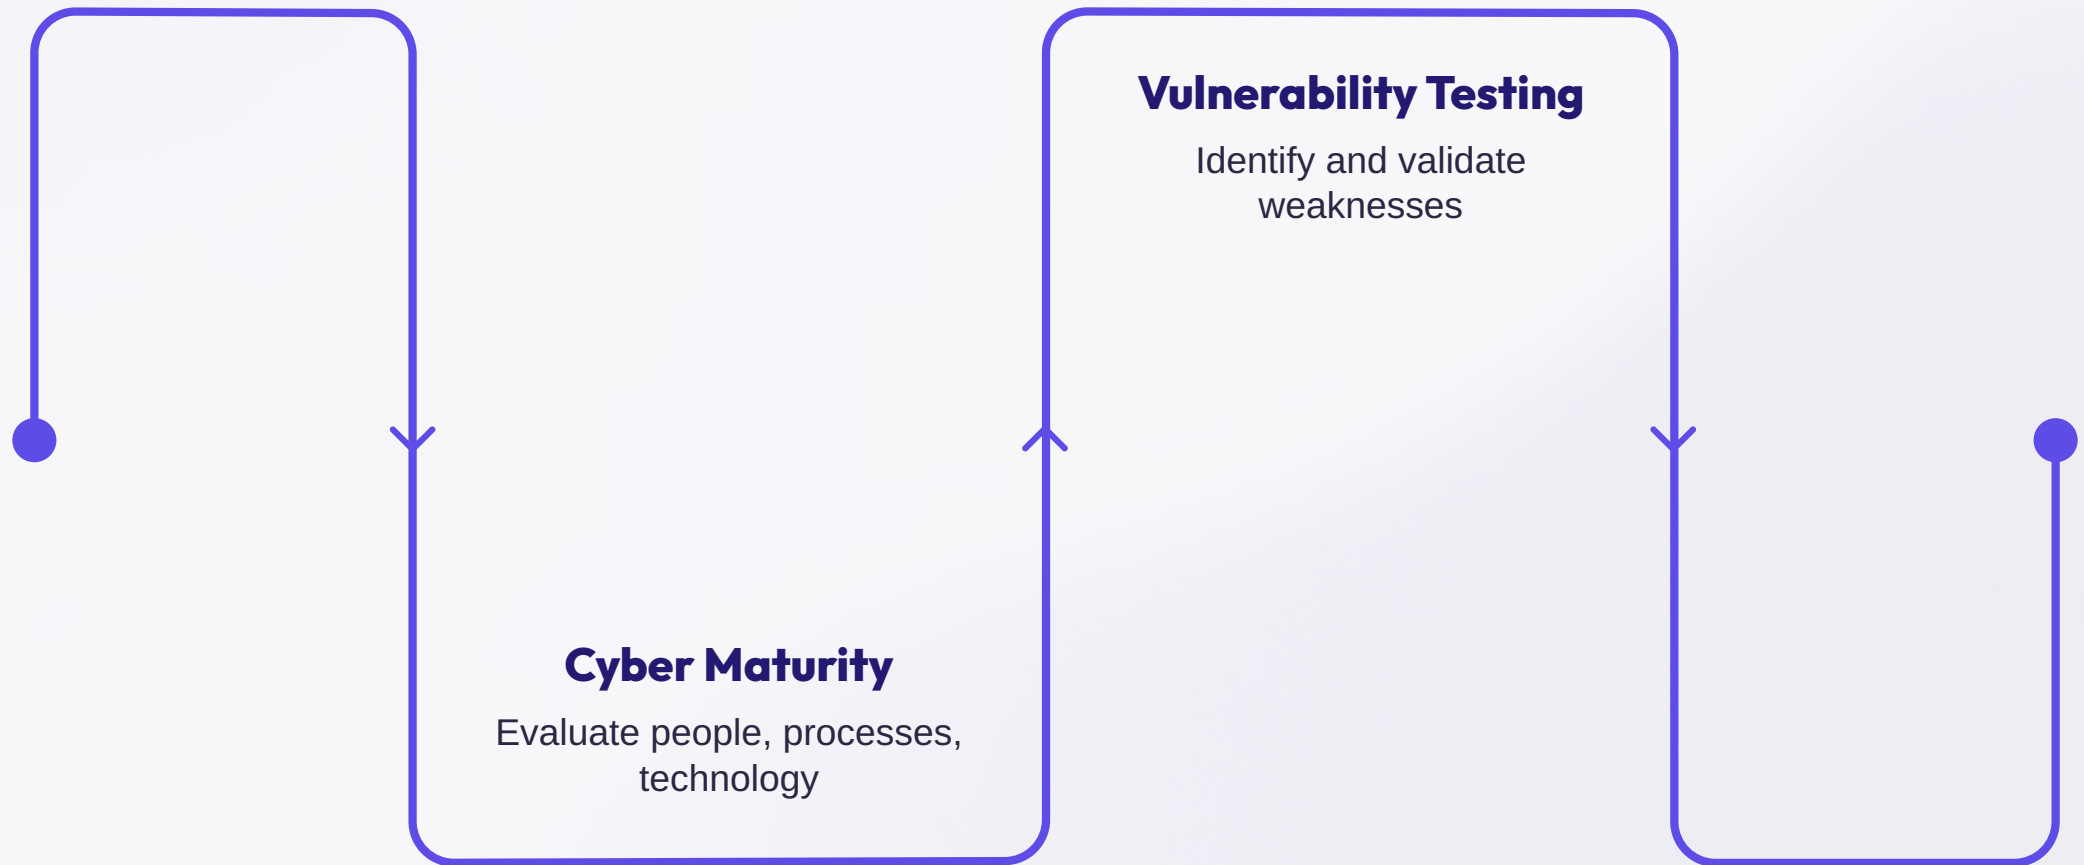 Vulnerability Testing
Identify and validate
weaknesses
Cyber Maturity
Evaluate people, processes,
technology